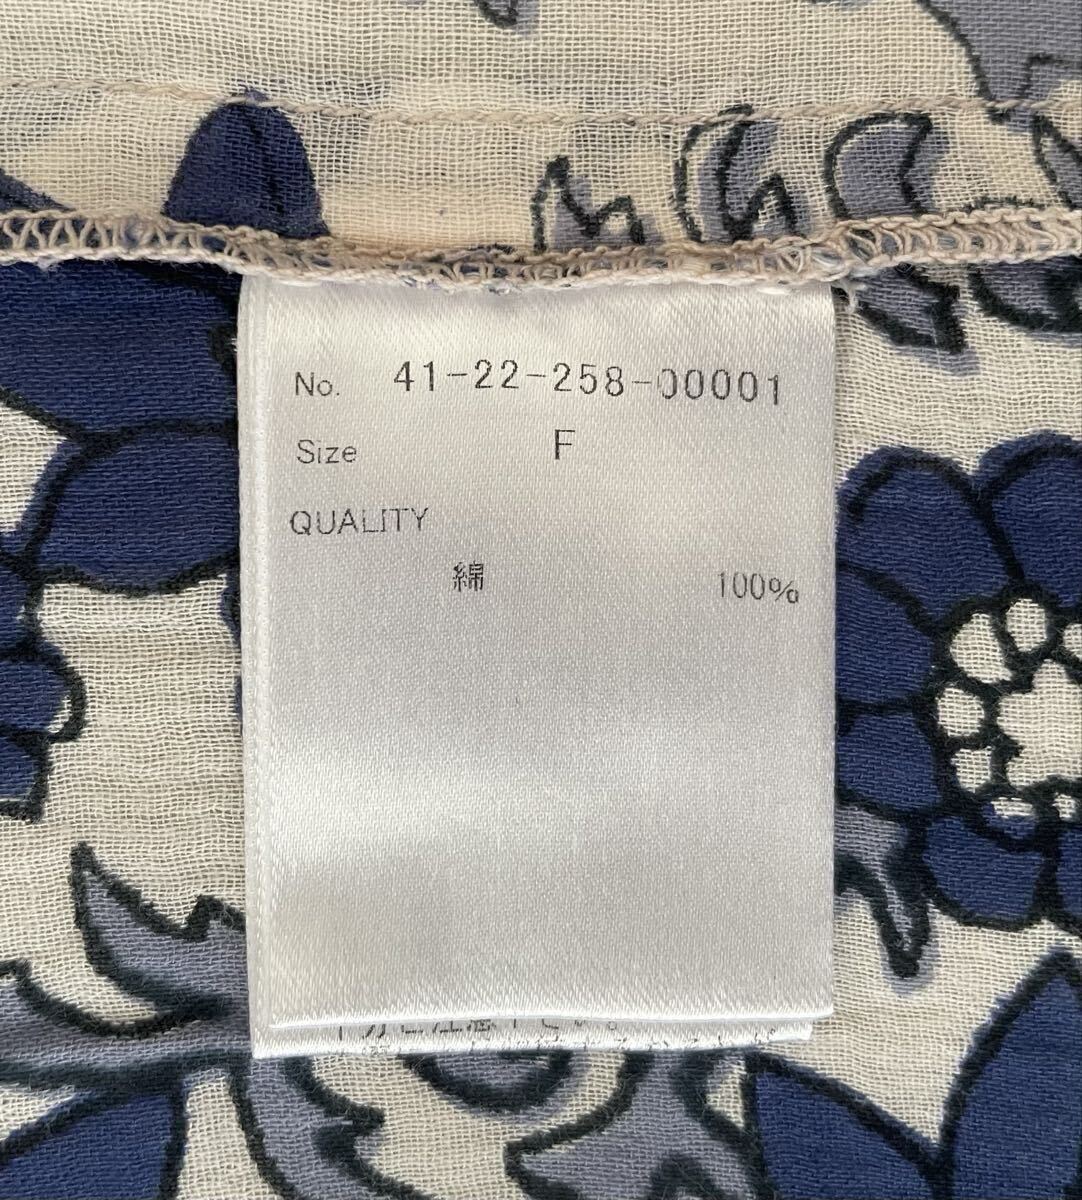 No. 41-22-258-00001
Size F
QUALITY
綿 100%